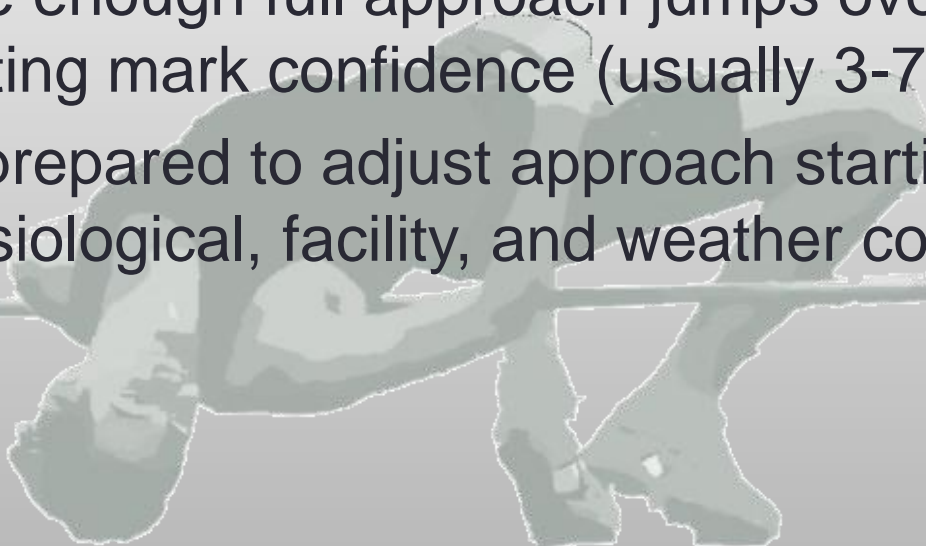 e enough full approach jumps ove
ting mark confidence (usually 3-7
prepared to adjust approach starti
siological, facility, and weather co